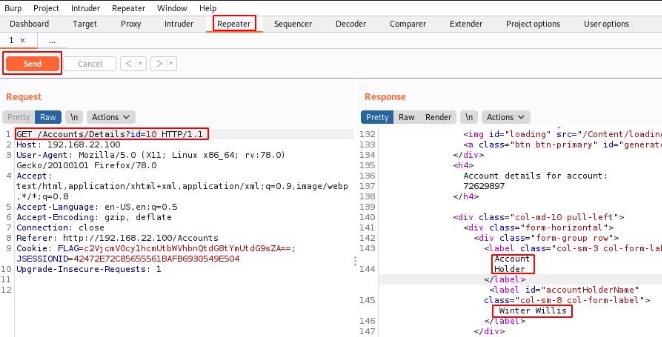 Burp Project Intruder Repeater Window Help
Dashboard Target Proxy Intruder Repeater Sequencer Decoder Comparer Extender Project options User options
1 × ...
Send Cancel < > 
Request
Pretty Raw \n Actions
1 GET /Accounts/Details?id=10 HTTP/1.1
2 Host: 192.168.22.100
3 User-Agent: Mozilla/5.0 (X11; Linux x86_64; rv:78.0)
Gecko/20100101 Firefox/78.0
4 Accept:
text/html,application/xhtml+xml,application/xml;q=0.9,image/webp
,*/*;q=0.8
5 Accept-Language: en-US,en;q=0.5
6 Accept-Encoding: gzip, deflate
7 Connection: close
8 Referer: http://192.168.22.100/Accounts
9 Cookie: FLAG=
JSESSIONID=
10 Upgrade-Insecure-Requests: 1
11
12
Response
Pretty Raw Render \n Actions
132 <img id="loading" src="/Content/loading
133 <a class="btn btn-primary" id="generat
134 </div>
135 <h4>
136 Account details for account:
137 72629897
138 </h4>
139
140 <div class="col-md-10 pull-left">
141 <div class="form-horizontal">
142 <div class="form-group row">
143 <label class="col-sm-3 col-form-lab
Account
144 Holder
</label>
<label id="accountHolderName"
145 class="col-sm-8 col-form-label">
Winter Willis
146 </label>
147 </div>